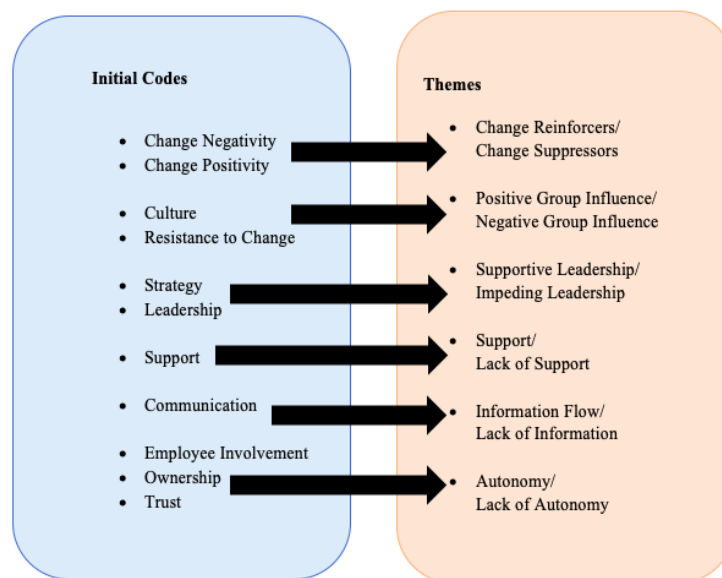 Initial Codes
• Change Negativity
• Change Positivity
• Culture
• Resistance to Change
• Strategy
• Leadership
• Support
• Communication
• Employee Involvement
• Ownership
• Trust
Themes
• Change Reinforcers/
Change Suppressors
• Positive Group Influence/
Negative Group Influence
• Supportive Leadership/
Impeding Leadership
• Support/
Lack of Support
• Information Flow/
Lack of Information
• Autonomy/
Lack of Autonomy